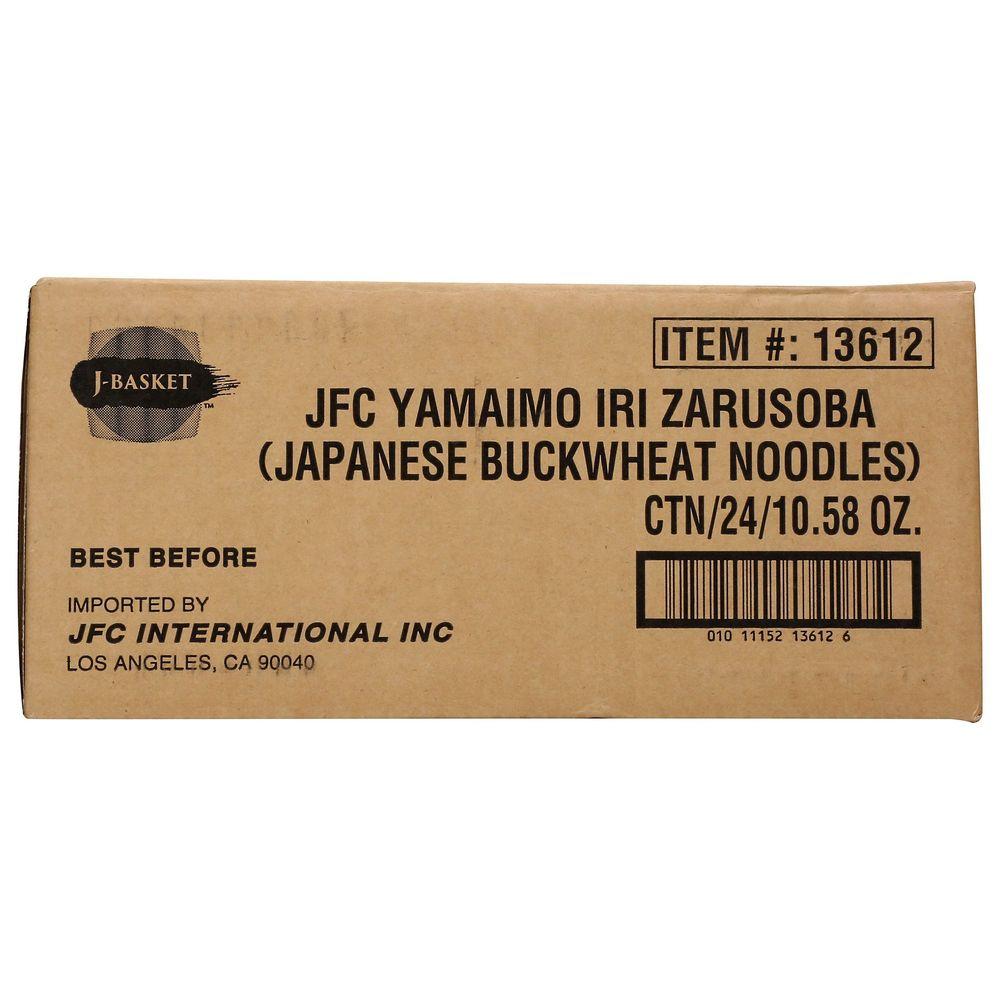 J-BASKET
TM
ITEM #: 13612
JFC YAMAIMO IRI ZARUSOBA
(JAPANESE BUCKWHEAT NOODLES)
CTN/24/10.58 OZ.
BEST BEFORE
IMPORTED BY
JFC INTERNATIONAL INC
LOS ANGELES, CA 90040
010 11152 13612 6